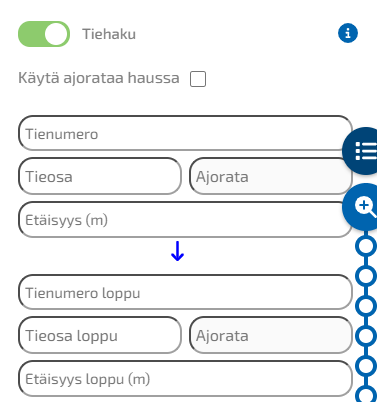 Tiehaku
Käytä ajorataa haussa
Tienumero
Tieosa Ajorata
Etäisyys (m)
Tienumero loppu
Tieosa loppu Ajorata
Etäisyys loppu (m)